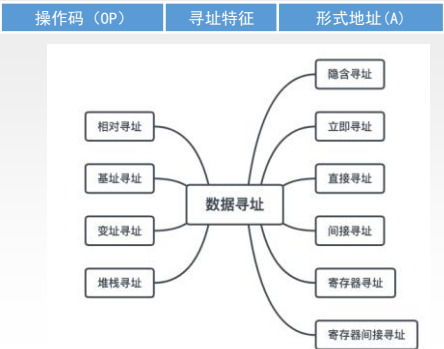 操作码（OP）
寻址特征
形式地址(A)
隐含寻址
立即寻址
直接寻址
间接寻址
寄存器寻址
寄存器间接寻址
数据寻址
相对寻址
基址寻址
变址寻址
堆栈寻址